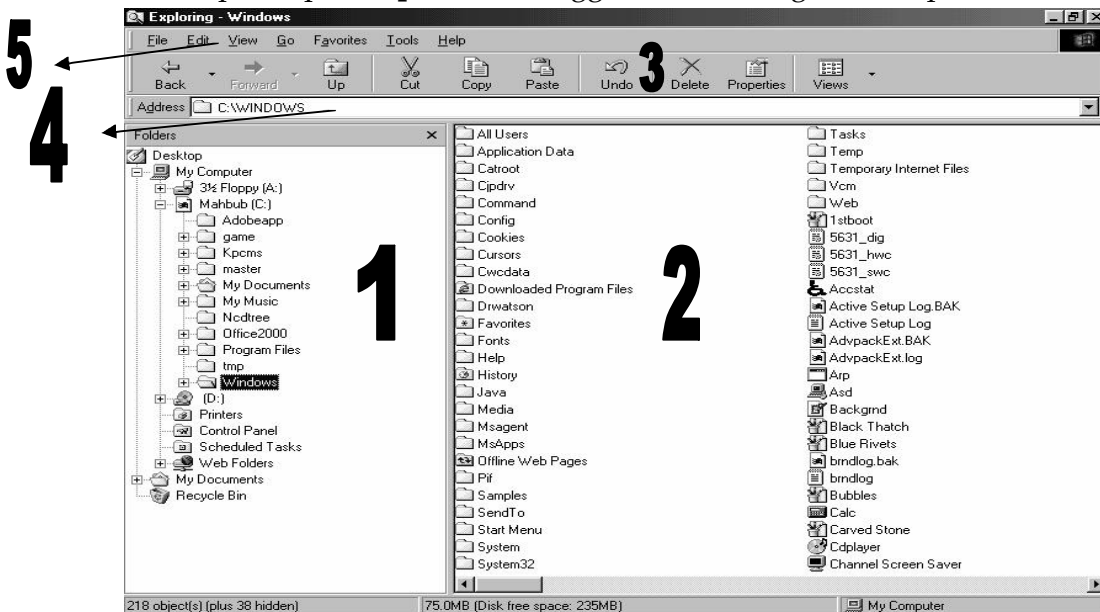 Exploring - Windows
5
File Edit View Go Favorites Tools Help
3
Back Forward Up Cut Copy Paste Undo Delete Properties Views
4
Address C:\WINDOWS
Folders
Desktop
My Computer
3½ Floppy (A:)
Mahbub (C:)
Adobeapp
game
Kpcms
master
My Documents
My Music
Ncdtree
Office2000
Program Files
tmp
Windows
(D:)
Printers
Control Panel
Scheduled Tasks
Web Folders
My Documents
Recycle Bin
1
All Users
Application Data
Catroot
Cjpdrv
Command
Config
Cookies
Cursors
Cwcdata
Downloaded Program Files
Drwatson
Favorites
Fonts
Help
History
Java
Media
Msagent
MsApps
Offline Web Pages
Pif
Samples
SendTo
Start Menu
System
System32
2
Tasks
Temp
Temporary Internet Files
Vcm
Web
1stboot
5631_dig
5631_hwc
5631_swc
Accstat
Active Setup Log.BAK
Active Setup Log
AdvpackExt.BAK
AdvpackExt.log
Arp
Asd
Backgrnd
Black Thatch
Blue Rivets
brndlog.bak
brndlog
Bubbles
Calc
Carved Stone
Cdplayer
Channel Screen Saver
218 object(s) (plus 38 hidden) 75.0MB (Disk free space: 235MB) My Computer